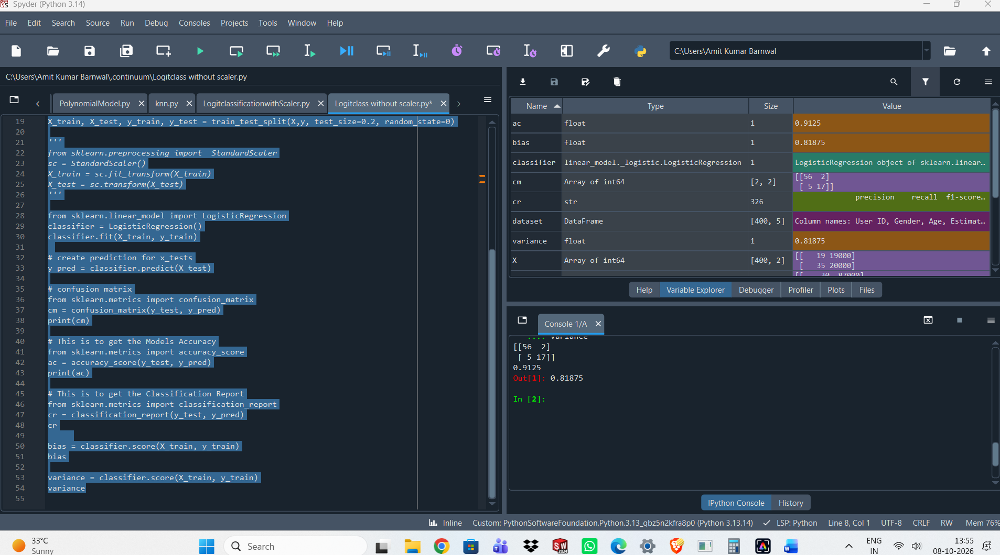 Spyder (Python 3.14)
File Edit Search Source Run Debug Consoles Projects Tools Window Help
C:\Users\Amit Kumar Barnwal
C:\Users\Amit Kumar Barnwal\.continuum\Logitclass without scaler.py
PolynomialModel.py knn.py LogitclassificationwithScaler.py Logitclass without scaler.py*
19 X_train, X_test, y_train, y_test = train_test_split(X,y, test_size=0.2, random_state=0)
20
21 '''
22 from sklearn.preprocessing import  StandardScaler
23 sc = StandardScaler()
24 X_train = sc.fit_transform(X_train)
25 X_test = sc.transform(X_test)
26 '''
27
28 from sklearn.linear_model import LogisticRegression
29 classifier = LogisticRegression()
30 classifier.fit(X_train, y_train)
31
32 # create prediction for x_tests
33 y_pred = classifier.predict(X_test)
34
35 # confusion matrix
36 from sklearn.metrics import confusion_matrix
37 cm = confusion_matrix(y_test, y_pred)
38 print(cm)
39
40 # This is to get the Models Accuracy
41 from sklearn.metrics import accuracy_score
42 ac = accuracy_score(y_test, y_pred)
43 print(ac)
44
45 # This is to get the Classification Report
46 from sklearn.metrics import classification_report
47 cr = classification_report(y_test, y_pred)
48 cr
49
50 bias = classifier.score(X_train, y_train)
51 bias
52
53 variance = classifier.score(X_train, y_train)
54 variance
55
Name Type Size Value
ac float 1 0.9125
bias float 1 0.81875
classifier linear_model._logistic.LogisticRegression 1 LogisticRegression object of sklearn.linear…
cm Array of int64 [2, 2] [[56  2]
[ 5 17]]
cr str 326 precision recall f1-score…
dataset DataFrame [400, 5] Column names: User ID, Gender, Age, Estimat…
variance float 1 0.81875
X Array of int64 [400, 2] [[   19 19000]
[   35 20000]
[[    30  87000]
Help Variable Explorer Debugger Profiler Plots Files
Console 1/A
...: variance
[[56  2]
[ 5 17]]
0.9125
Out[1]: 0.81875
In [2]:
IPython Console History
Inline Custom: PythonSoftwareFoundation.Python.3.13_qbz5n2kfra8p0 (Python 3.13.14) LSP: Python Line 8, Col 1 UTF-8 CRLF RW Mem 76%
33°C
Sunny
Search
SW
2024
ENG
IN
13:55
08-10-2026